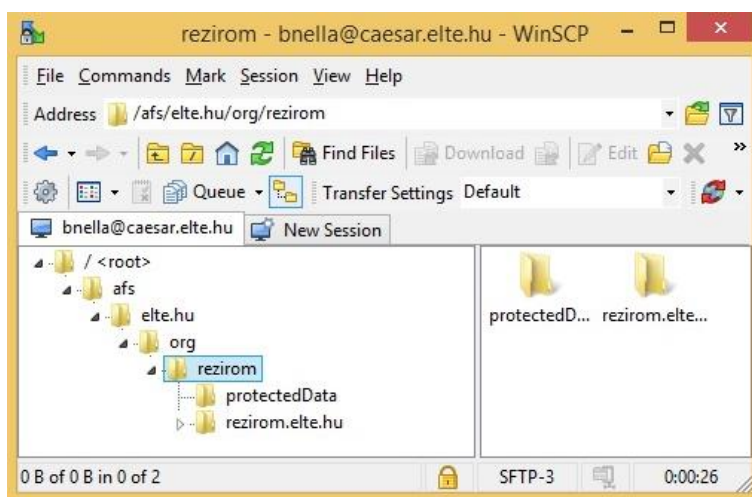 rezirom - bnella@caesar.elte.hu - WinSCP
File Commands Mark Session View Help
Address /afs/elte.hu/org/rezirom
Find Files Download Edit »
Queue Transfer Settings Default
bnella@caesar.elte.hu New Session
/ <root>
afs
elte.hu
org
rezirom
protectedData
rezirom.elte.hu
protectedD... rezirom.elte...
0 B of 0 B in 0 of 2 SFTP-3 0:00:26